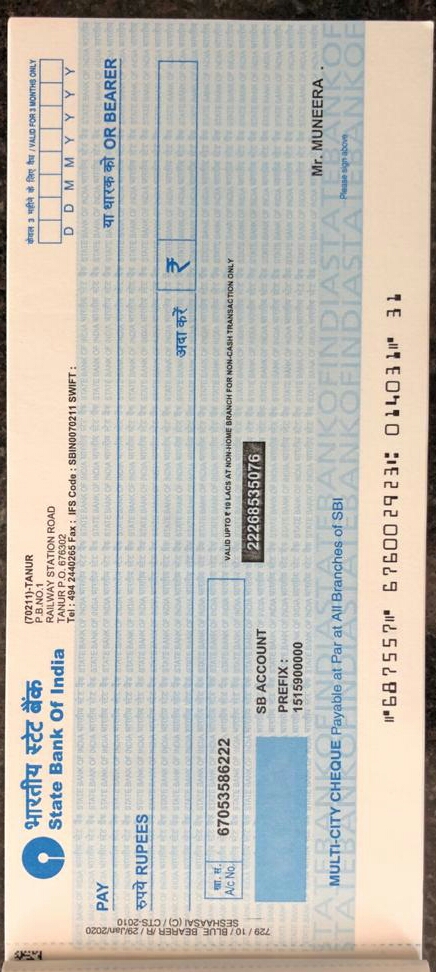 भारतीय स्टेट बैंक
State Bank Of India
(70211)-TANUR
P.B.NO.1
RAILWAY STATION ROAD
TANUR P.O. 676302
Tel : 494 2440265 Fax : IFS Code : SBIN0070211 SWIFT :
केवल 3 महीने के लिए वैध / VALID FOR 3 MONTHS ONLY
D D M M Y Y Y Y
PAY
या धारक को OR BEARER
रुपये RUPEES
अदा करें ₹
खा. सं.
A/c No.
67053586222
VALID UPTO ₹ 10 LACS AT NON-HOME BRANCH FOR NON-CASH TRANSACTION ONLY
SB ACCOUNT
22268535076
PREFIX :
1515900000
Mr. MUNEERA .
MULTI-CITY CHEQUE Payable at Par at All Branches of SBI
Please sign above
⑈687557⑈ 676002923⑆ 014031⑈ 31
729 / 10 / BLUE BEARER /R/ 29/Jan/2020
SESHAASAI (C) / CTS-2010